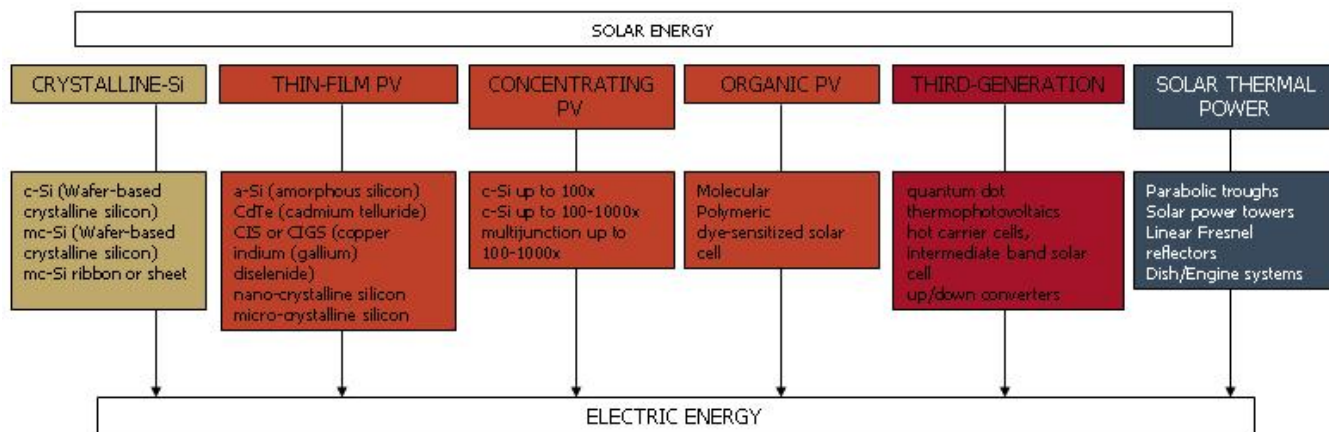 SOLAR ENERGY
CRYSTALLINE-Si
THIN-FILM PV
CONCENTRATING
PV
ORGANIC PV
THIRD-GENERATION
SOLAR THERMAL
POWER
c-Si (Wafer-based
crystalline silicon)
mc-Si (Wafer-based
crystalline silicon)
mc-Si ribbon or sheet
a-Si (amorphous silicon)
CdTe (cadmium telluride)
CIS or CIGS (copper
indium (gallium)
diselenide)
nano-crystalline silicon
micro-crystalline silicon
c-Si up to 100x
c-Si up to 100-1000x
multijunction up to
100-1000x
Molecular
Polymeric
dye-sensitized solar
cell
quantum dot
thermophotovoltaics
hot carrier cells,
intermediate band solar
cell
up/down converters
Parabolic troughs
Solar power towers
Linear Fresnel
reflectors
Dish/Engine systems
ELECTRIC ENERGY